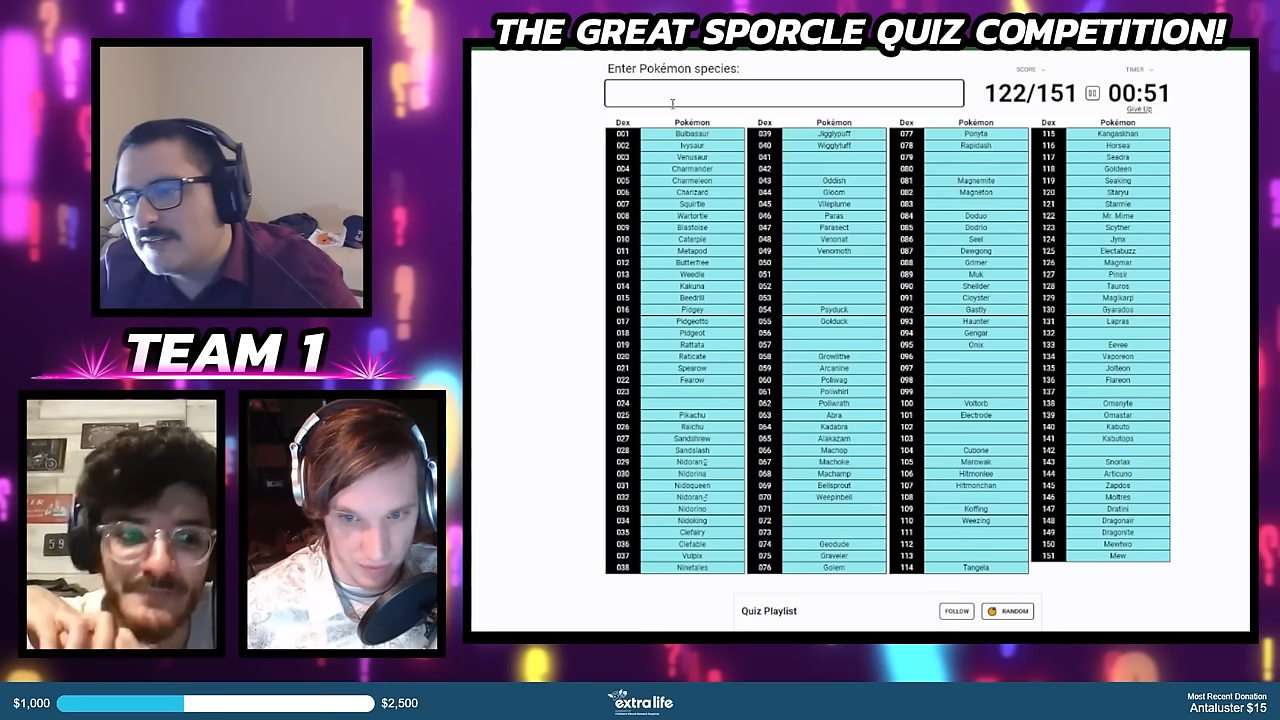 THE GREAT SPORCLE QUIZ COMPETITION!
Enter Pokémon species:
SCORE
TIMER
122/151
00:51
Give Up
Dex Pokémon Dex Pokémon Dex Pokémon Dex Pokémon
001 Bulbasaur 039 Jigglypuff 077 Ponyta 115 Kangaskhan
002 Ivysaur 040 Wigglytuff 078 Rapidash 116 Horsea
003 Venusaur 041 079 117 Seadra
004 Charmander 042 080 118 Goldeen
005 Charmeleon 043 Oddish 081 Magnemite 119 Seaking
006 Charizard 044 Gloom 082 Magneton 120 Staryu
007 Squirtle 045 Vileplume 083 121 Starmie
008 Wartortle 046 Paras 084 Doduo 122 Mr. Mime
009 Blastoise 047 Parasect 085 Dodrio 123 Scyther
010 Caterpie 048 Venonat 086 Seel 124 Jynx
011 Metapod 049 Venomoth 087 Dewgong 125 Electabuzz
012 Butterfree 050 088 Grimer 126 Magmar
013 Weedle 051 089 Muk 127 Pinsir
014 Kakuna 052 090 Shellder 128 Tauros
015 Beedrill 053 091 Cloyster 129 Magikarp
016 Pidgey 054 Psyduck 092 Gastly 130 Gyarados
017 Pidgeotto 055 Golduck 093 Haunter 131 Lapras
018 Pidgeot 056 094 Gengar 132
019 Rattata 057 095 Onix 133 Eevee
020 Raticate 058 Growlithe 096 134 Vaporeon
021 Spearow 059 Arcanine 097 135 Jolteon
022 Fearow 060 Poliwag 098 136 Flareon
023 061 Poliwhirl 099 137
024 062 Poliwrath 100 Voltorb 138 Omanyte
025 Pikachu 063 Abra 101 Electrode 139 Omastar
026 Raichu 064 Kadabra 102 140 Kabuto
027 Sandshrew 065 Alakazam 103 141 Kabutops
028 Sandslash 066 Machop 104 Cubone 142
029 Nidoran♀ 067 Machoke 105 Marowak 143 Snorlax
030 Nidorina 068 Machamp 106 Hitmonlee 144 Articuno
031 Nidoqueen 069 Bellsprout 107 Hitmonchan 145 Zapdos
032 Nidoran♂ 070 Weepinbell 108 146 Moltres
033 Nidorino 071 109 Koffing 147 Dratini
034 Nidoking 072 110 Weezing 148 Dragonair
035 Clefairy 073 111 149 Dragonite
036 Clefable 074 Geodude 112 150 Mewtwo
037 Vulpix 075 Graveler 113 151 Mew
038 Ninetales 076 Golem 114 Tangela
Quiz Playlist
FOLLOW
RANDOM
TEAM 1
59
$1,000
$2,500
extralife
Most Recent Donation
Antaluster $15